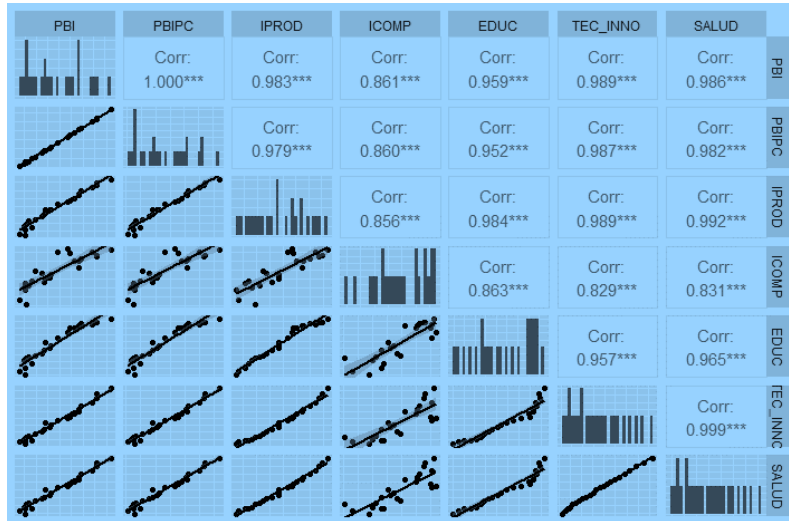 PBI PBIPC IPROD ICOMP EDUC TEC_INNO SALUD
Corr: Corr: Corr: Corr: Corr: Corr: PBI
1.000*** 0.983*** 0.861*** 0.959*** 0.989*** 0.986***
Corr: Corr: Corr: Corr: Corr: PBIPC
0.979*** 0.860*** 0.952*** 0.987*** 0.982***
Corr: Corr: Corr: Corr: IPROD
0.856*** 0.984*** 0.989*** 0.992***
Corr: Corr: Corr: ICOMP
0.863*** 0.829*** 0.831***
Corr: Corr: EDUC
0.957*** 0.965***
Corr: TEC_INNO
0.999***
SALUD